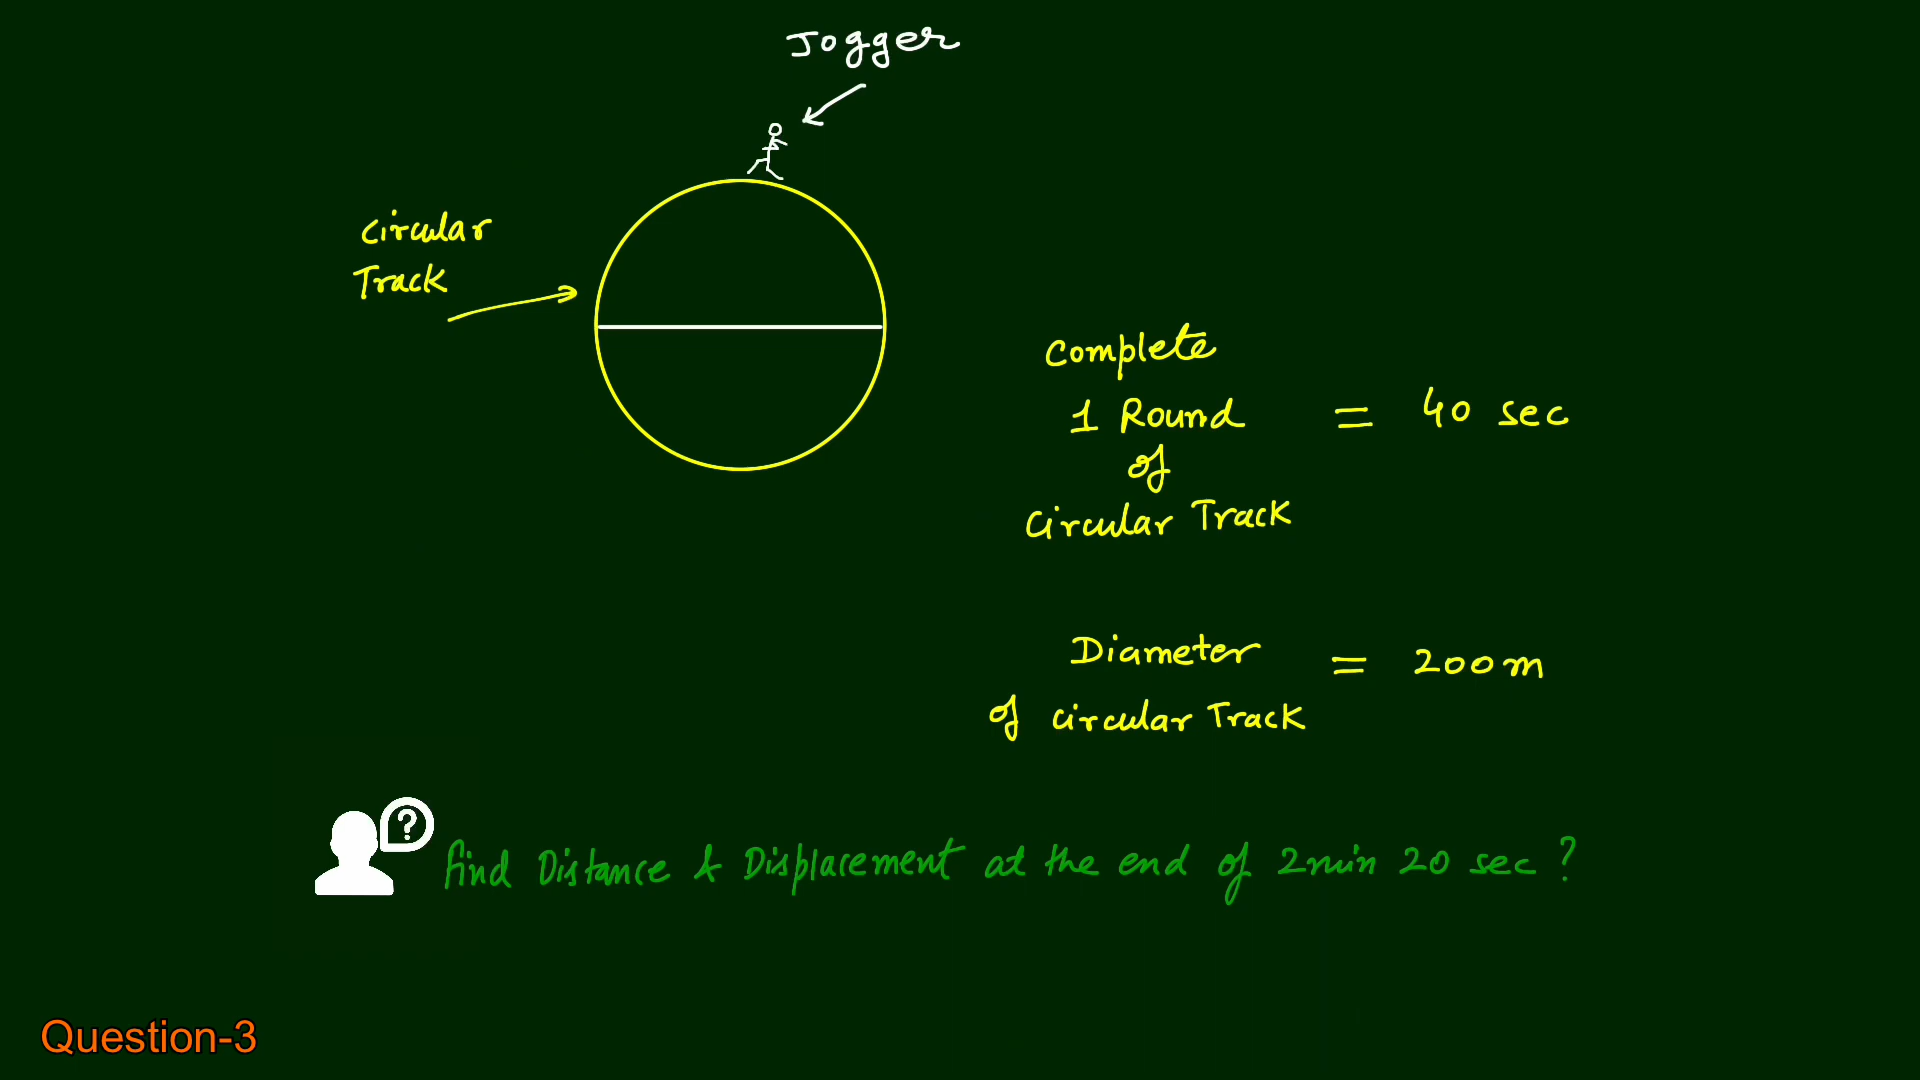 Jogger
Circular
Track
Complete
1 Round = 40 sec
of
Circular Track
Diameter = 200m
of circular Track
?
find Distance & Displacement at the end of 2min 20 sec ?
Question-3